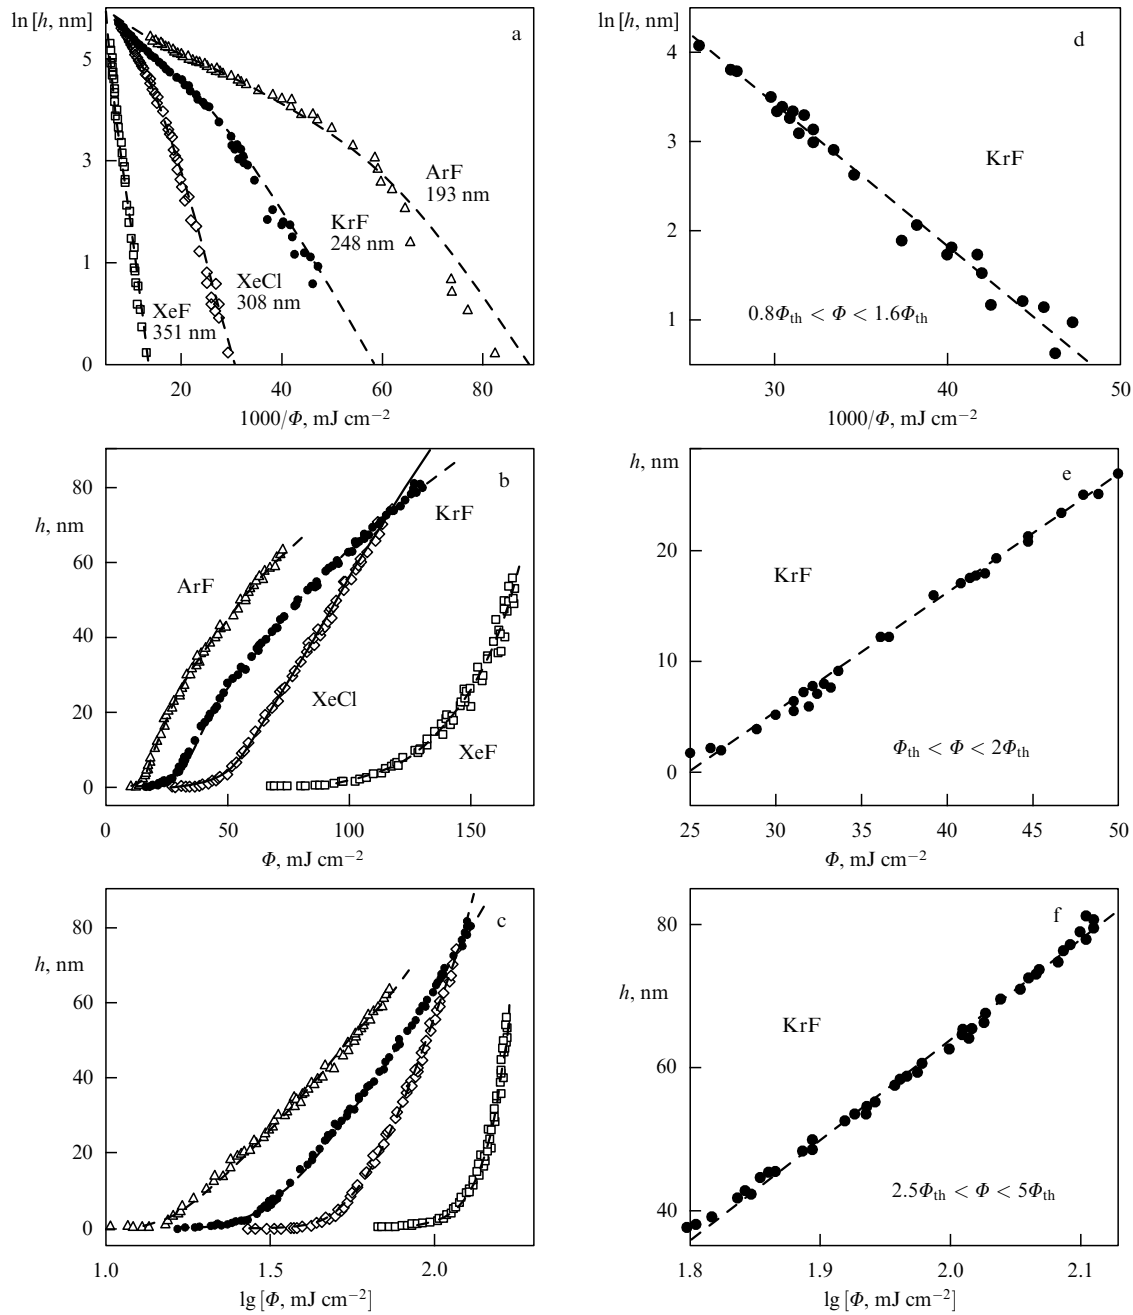 ln [h, nm]
a
5
3
1
0
ArF
193 nm
KrF
248 nm
XeCl
308 nm
XeF
351 nm
20 40 60 80
1000/Φ, mJ cm⁻²
ln [h, nm]
d
4
3
2
1
KrF
0.8Φth < Φ < 1.6Φth
30 40 50
1000/Φ, mJ cm⁻²
b
80
h, nm
60
40
20
0
KrF
ArF
XeCl
XeF
0 50 100 150
Φ, mJ cm⁻²
h, nm
e
20
10
0
KrF
Φth < Φ < 2Φth
25 30 35 40 45 50
Φ, mJ cm⁻²
c
80
h, nm
60
40
20
0
1.0 1.5 2.0
lg [Φ, mJ cm⁻²]
f
80
h, nm
60
40
KrF
2.5Φth < Φ < 5Φth
1.8 1.9 2.0 2.1
lg [Φ, mJ cm⁻²]